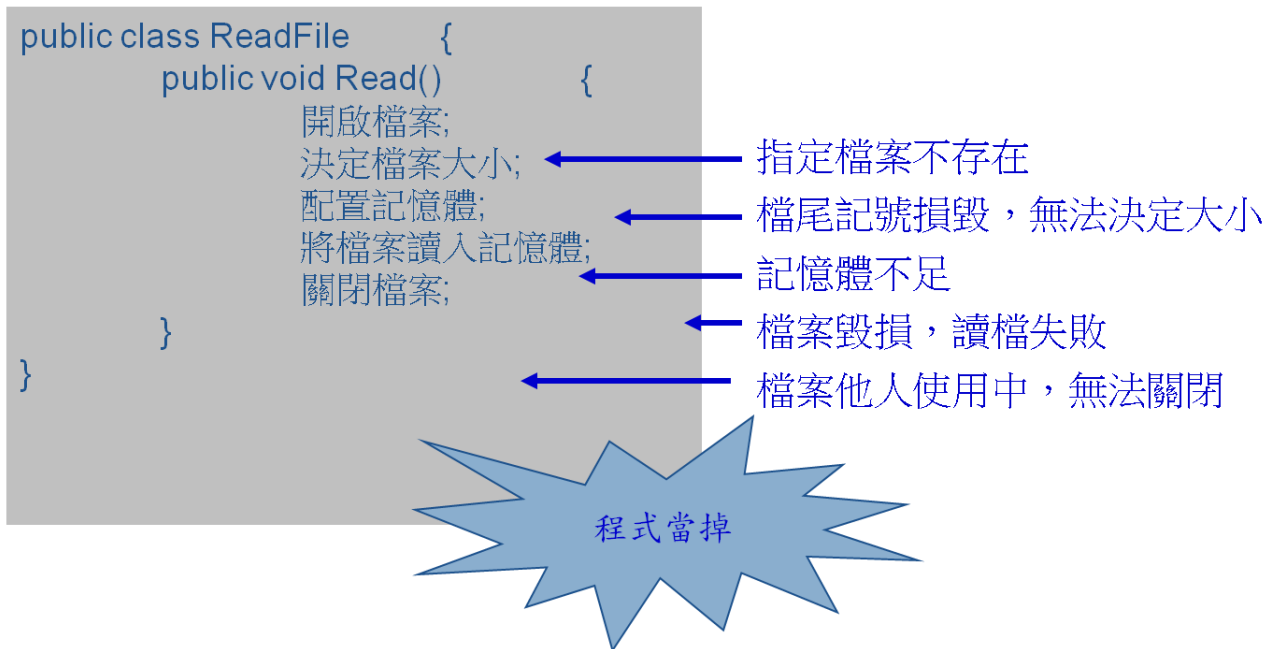 public class ReadFile {
public void Read() {
開啟檔案;
決定檔案大小;
配置記憶體;
將檔案讀入記憶體;
關閉檔案;
}
}
指定檔案不存在
檔尾記號損毀，無法決定大小
記憶體不足
檔案毀損，讀檔失敗
檔案他人使用中，無法關閉
程式當掉